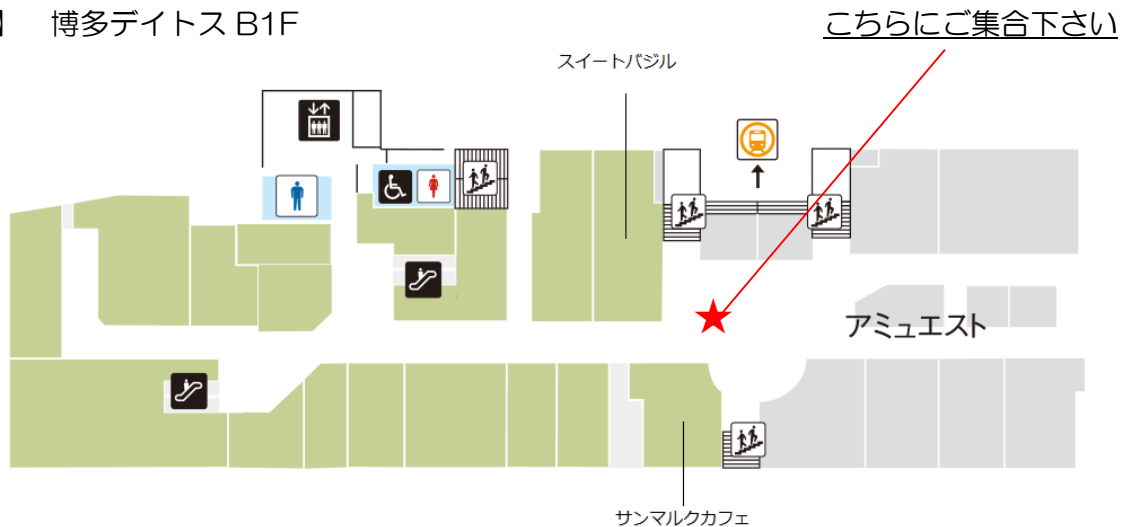 】 博多デイトス B1F
こちらにご集合下さい
スイートバジル
アミュエスト
サンマルクカフェ